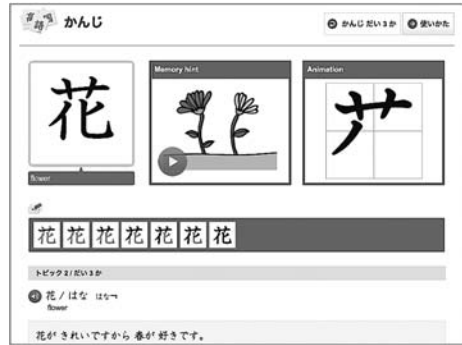 かんじ
かんじ だい3か
使いかた
花
flower
Memory hint
Animation
花 花 花 花 花 花 花
トピック 2 / だい 3 か
花 / はな はな
flower
花が きれいですから 春が 好きです。